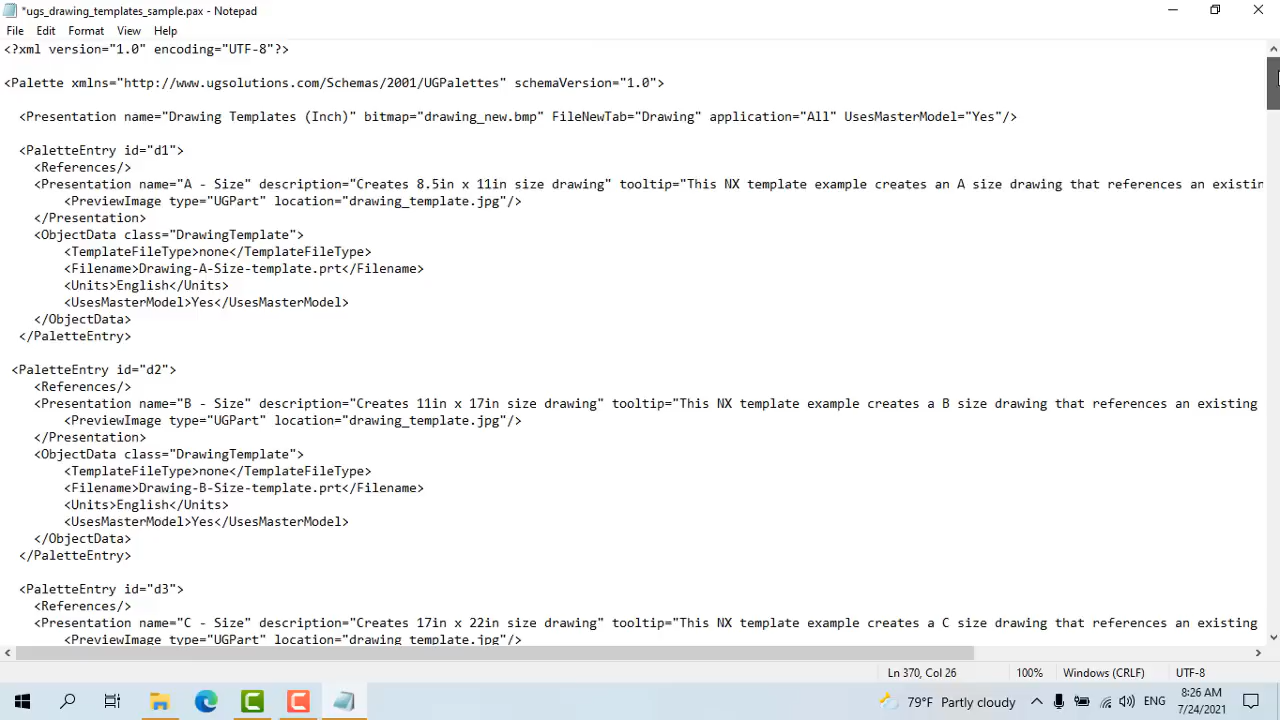 *ugs_drawing_templates_sample.pax - Notepad
File Edit Format View Help
<?xml version="1.0" encoding="UTF-8"?>
<Palette xmlns="http://www.ugsolutions.com/Schemas/2001/UGPalettes" schemaVersion="1.0">
<Presentation name="Drawing Templates (Inch)" bitmap="drawing_new.bmp" FileNewTab="Drawing" application="All" UsesMasterModel="Yes"/>
<PaletteEntry id="d1">
<References/>
<Presentation name="A - Size" description="Creates 8.5in x 11in size drawing" tooltip="This NX template example creates an A size drawing that references an existin
<PreviewImage type="UGPart" location="drawing_template.jpg"/>
</Presentation>
<ObjectData class="DrawingTemplate">
<TemplateFileType>none</TemplateFileType>
<Filename>Drawing-A-Size-template.prt</Filename>
<Units>English</Units>
<UsesMasterModel>Yes</UsesMasterModel>
</ObjectData>
</PaletteEntry>
<PaletteEntry id="d2">
<References/>
<Presentation name="B - Size" description="Creates 11in x 17in size drawing" tooltip="This NX template example creates a B size drawing that references an existing
<PreviewImage type="UGPart" location="drawing_template.jpg"/>
</Presentation>
<ObjectData class="DrawingTemplate">
<TemplateFileType>none</TemplateFileType>
<Filename>Drawing-B-Size-template.prt</Filename>
<Units>English</Units>
<UsesMasterModel>Yes</UsesMasterModel>
</ObjectData>
</PaletteEntry>
<PaletteEntry id="d3">
<References/>
<Presentation name="C - Size" description="Creates 17in x 22in size drawing" tooltip="This NX template example creates a C size drawing that references an existing
<PreviewImage type="UGPart" location="drawing_template.jpg"/>
Ln 370, Col 26 100% Windows (CRLF) UTF-8
79°F Partly cloudy ENG 8:26 AM
7/24/2021